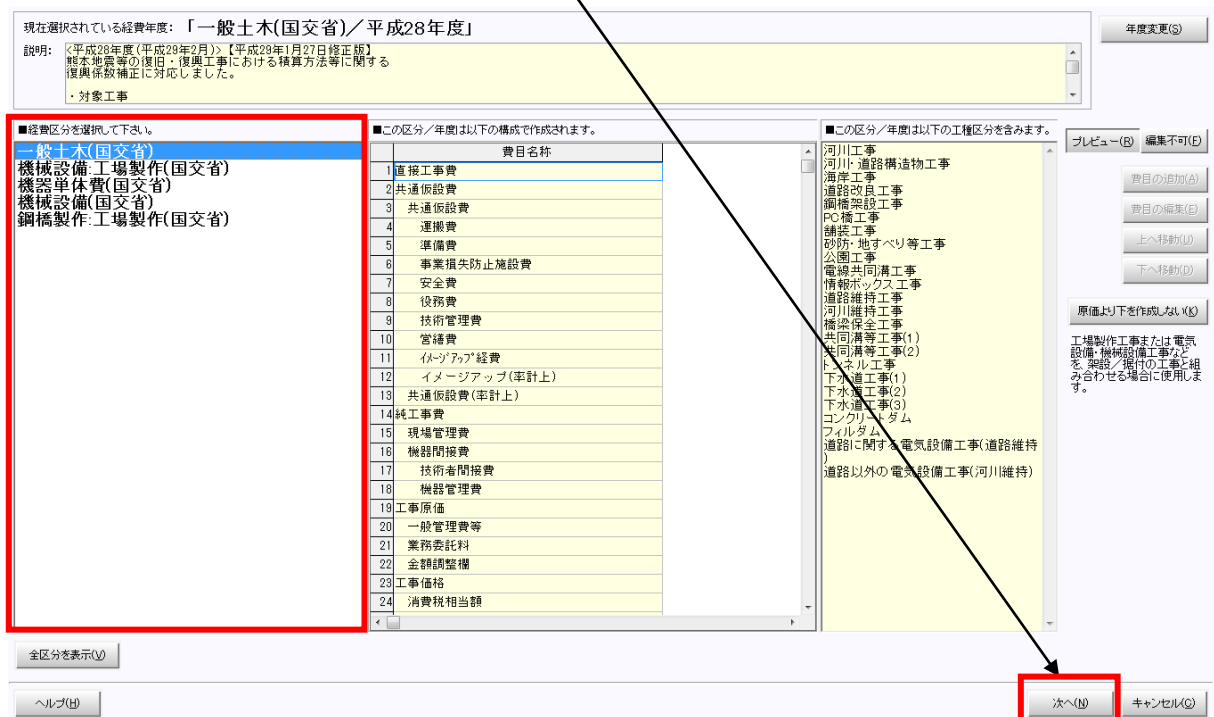 現在選択されている経費年度: 「一般土木(国交省)／平成28年度」
年度変更(S)
説明:
<平成28年度(平成29年2月)>【平成29年1月27日修正版】
熊本地震等の復旧・復興工事における積算方法等に関する
復興係数補正に対応しました。
・対象工事
■経費区分を選択して下さい。
一般土木(国交省)
機械設備:工場製作(国交省)
機器単体費(国交省)
機械設備(国交省)
鋼橋製作:工場製作(国交省)
■この区分／年度は以下の構成で作成されます。
費目名称
1 直接工事費
2 共通仮設費
3 共通仮設費
4 運搬費
5 準備費
6 事業損失防止施設費
7 安全費
8 役務費
9 技術管理費
10 営繕費
11 ｲﾒｰｼﾞｱｯﾌﾟ経費
12 イメージアップ(率計上)
13 共通仮設費(率計上)
14 純工事費
15 現場管理費
16 機器間接費
17 技術者間接費
18 機器管理費
19 工事原価
20 一般管理費等
21 業務委託料
22 金額調整欄
23 工事価格
24 消費税相当額
■この区分／年度は以下の工種区分を含みます。
河川工事
河川・道路構造物工事
海岸工事
道路改良工事
鋼橋架設工事
PC橋工事
舗装工事
砂防・地すべり等工事
公園工事
電線共同溝工事
情報ボックス工事
道路維持工事
河川維持工事
橋梁保全工事
共同溝等工事(1)
共同溝等工事(2)
トンネル工事
下水道工事(1)
下水道工事(2)
下水道工事(3)
コンクリートダム
フィルダム
道路に関する電気設備工事(道路維持
)
道路以外の電気設備工事(河川維持)
プレビュー(R) 編集不可(F)
費目の追加(A)
費目の編集(E)
上へ移動(U)
下へ移動(D)
原価より下を作成しない(K)
工場製作工事または電気
設備・機械設備工事など
を、架設／据付の工事と組
み合わせる場合に使用しま
す。
全区分を表示(V)
ヘルプ(H)
次へ(N)
キャンセル(C)